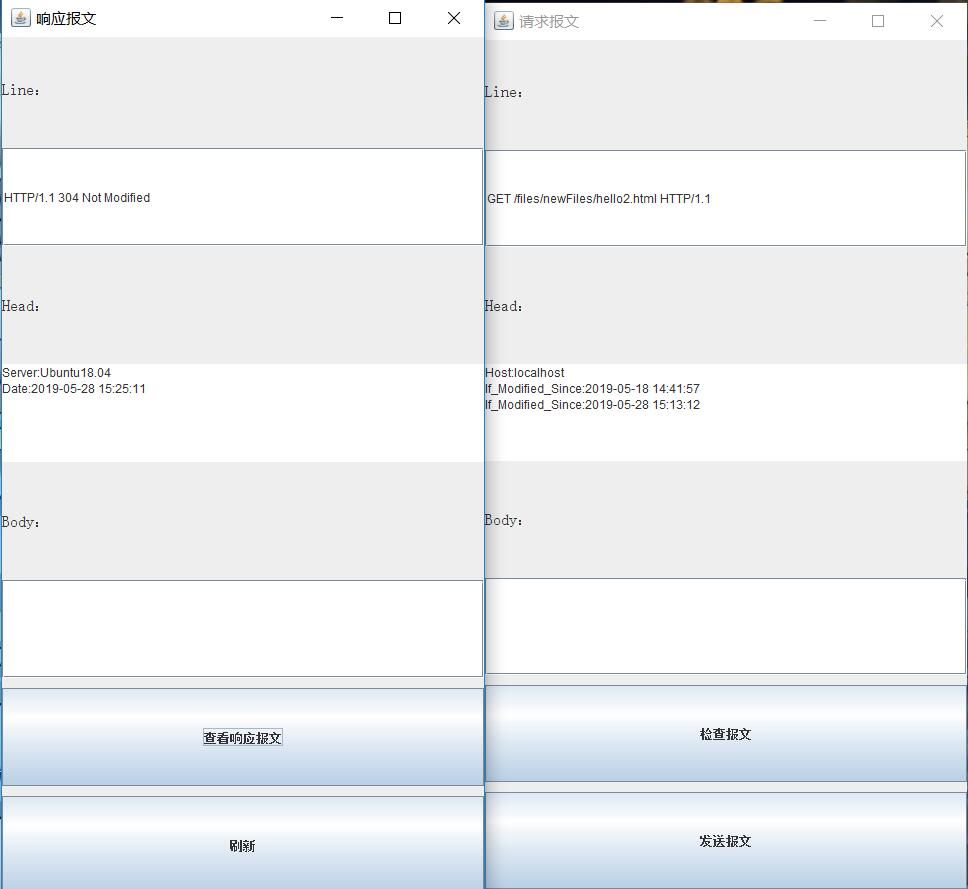 响应报文
Line:
HTTP/1.1 304 Not Modified
Head:
Server:Ubuntu18.04
Date:2019-05-28 15:25:11
Body:
查看响应报文
刷新
请求报文
Line:
GET /files/newFiles/hello2.html HTTP/1.1
Head:
Host:localhost
If_Modified_Since:2019-05-18 14:41:57
If_Modified_Since:2019-05-28 15:13:12
Body:
检查报文
发送报文